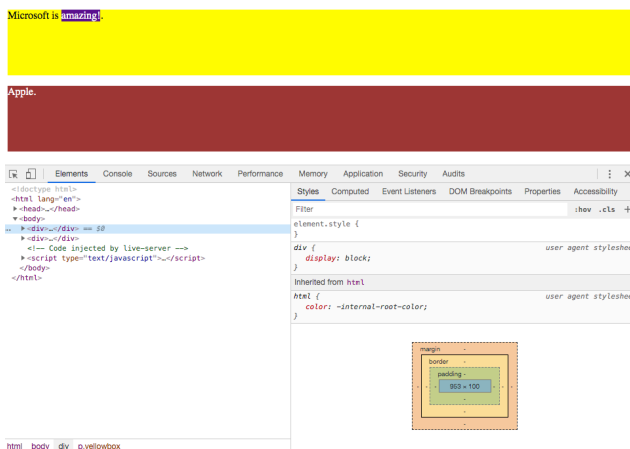 Microsoft is amazing!.
Apple.
Elements Console Sources Network Performance Memory Application Security Audits
<!doctype html>
<html lang="en">
<head>…</head>
<body>
<div>…</div> == $0
<div>…</div>
<!-- Code injected by live-server -->
<script type="text/javascript">…</script>
</body>
</html>
html body div p.yellowbox
Styles Computed Event Listeners DOM Breakpoints Properties Accessibility
Filter :hov .cls +
element.style {
}
div { user agent styleshee
display: block;
}
Inherited from html
html { user agent styleshee
color: -internal-root-color;
}
margin -
border -
padding -
- - - 953 × 100 - - -
-
-
-